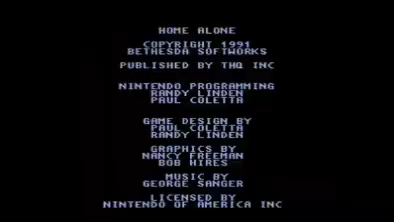 HOME ALONE
COPYRIGHT 1991
BETHESDA SOFTWORKS
PUBLISHED BY THQ INC
NINTENDO PROGRAMMING
RANDY LINDEN
PAUL COLETTA
GAME DESIGN BY
PAUL COLETTA
RANDY LINDEN
GRAPHICS BY
NANCY FREEMAN
BOB WIRES
MUSIC BY
GEORGE SANGER
LICENSED BY
NINTENDO OF AMERICA INC